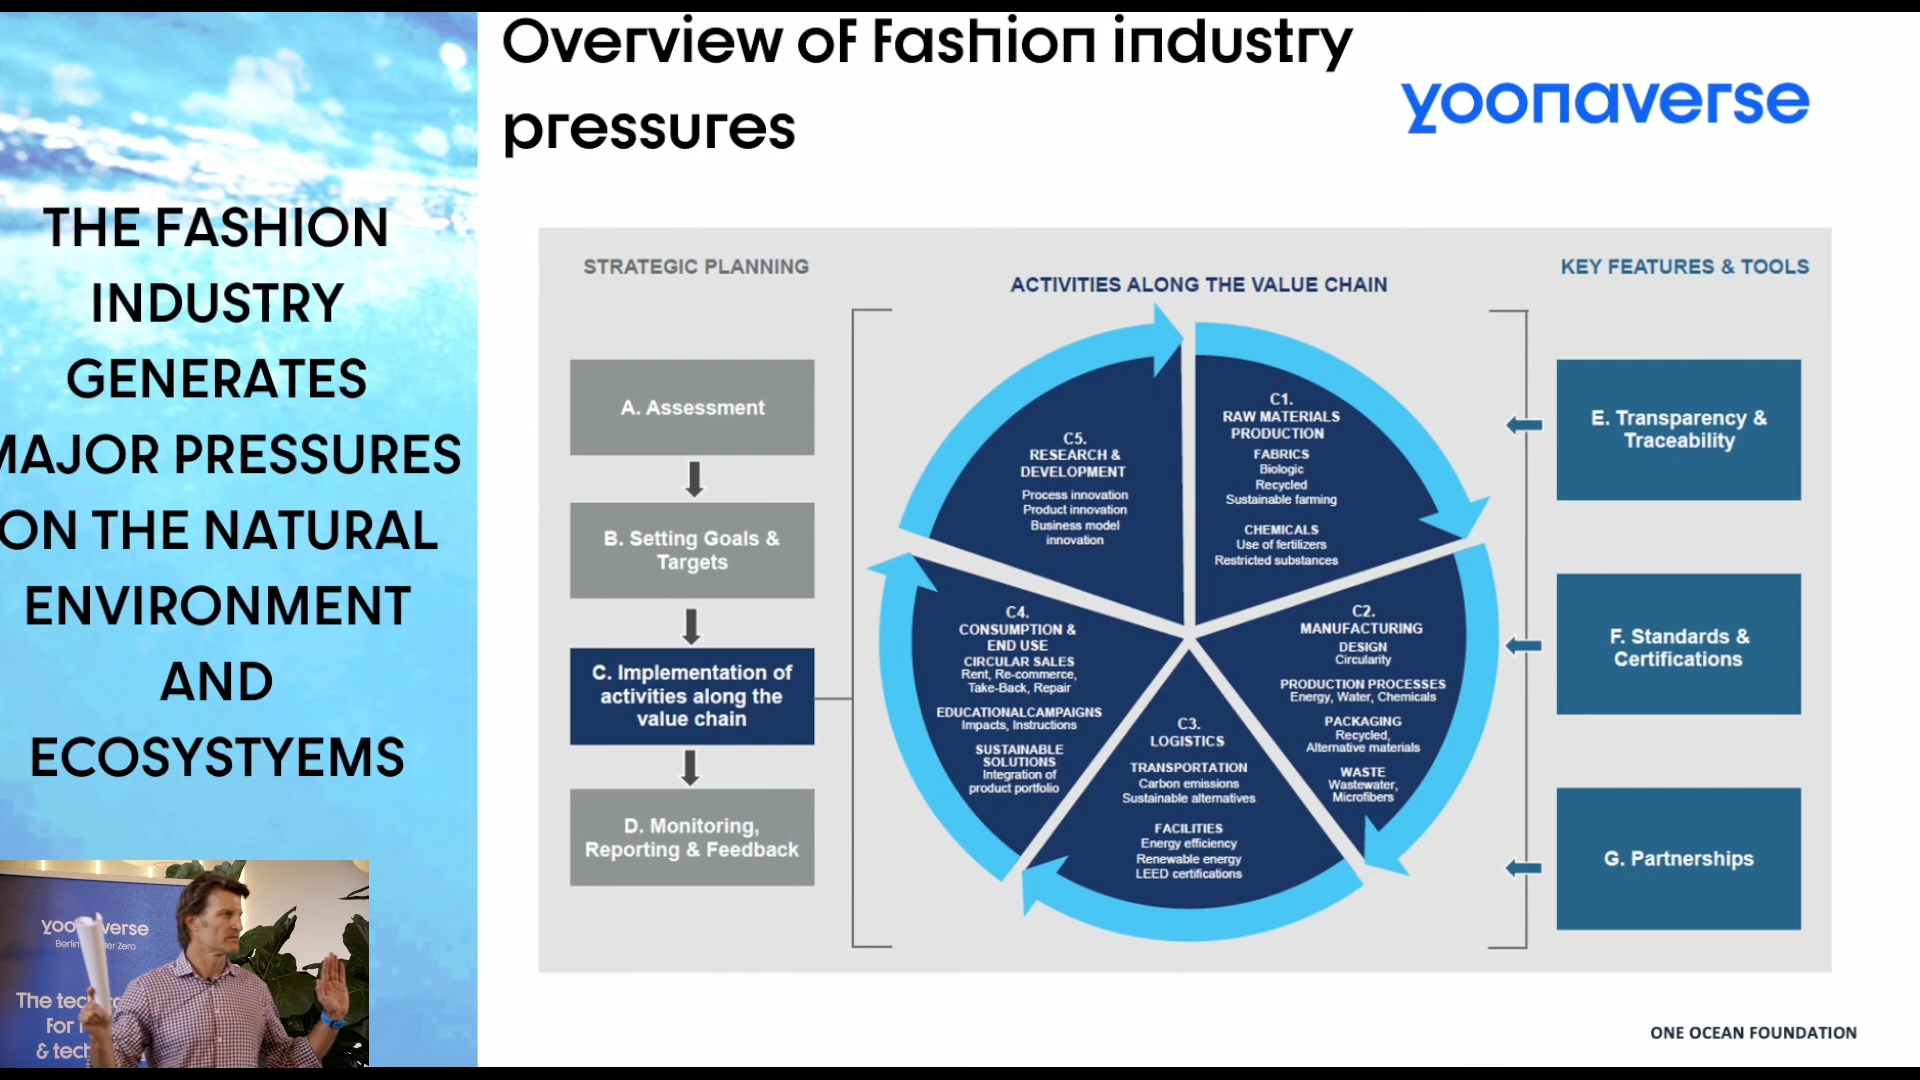 Overview of fashion industry
pressures
yoonaverse
THE FASHION
INDUSTRY
GENERATES
MAJOR PRESSURES
ON THE NATURAL
ENVIRONMENT
AND
ECOSYSTYEMS
STRATEGIC PLANNING
A. Assessment
B. Setting Goals &
Targets
C. Implementation of
activities along the
value chain
D. Monitoring,
Reporting & Feedback
ACTIVITIES ALONG THE VALUE CHAIN
C1.
RAW MATERIALS
PRODUCTION
FABRICS
Biologic
Recycled
Sustainable farming
CHEMICALS
Use of fertilizers
Restricted substances
C2.
MANUFACTURING
DESIGN
Circularity
PRODUCTION PROCESSES
Energy, Water, Chemicals
PACKAGING
Recycled,
Alternative materials
WASTE
Wastewater,
Microfibers
C3.
LOGISTICS
TRANSPORTATION
Carbon emissions
Sustainable alternatives
FACILITIES
Energy efficiency
Renewable energy
LEED certifications
C4.
CONSUMPTION &
END USE
CIRCULAR SALES
Rent, Re-commerce,
Take-Back, Repair
EDUCATIONALCAMPAIGNS
Impacts, Instructions
SUSTAINABLE
SOLUTIONS
Integration of
product portfolio
C5.
RESEARCH &
DEVELOPMENT
Process innovation
Product innovation
Business model
innovation
KEY FEATURES & TOOLS
E. Transparency &
Traceability
F. Standards &
Certifications
G. Partnerships
ONE OCEAN FOUNDATION
yoo verse
Zero
The
& tech